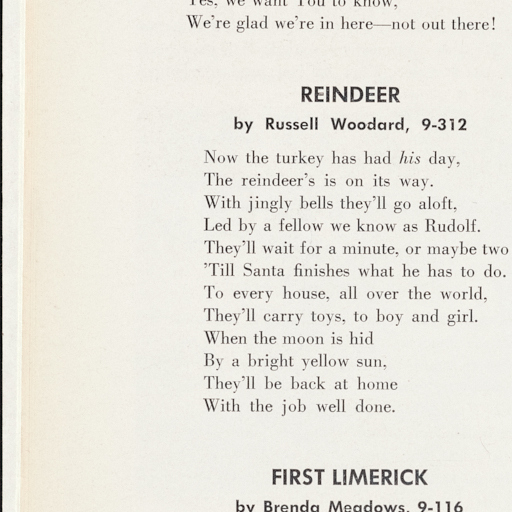 Yes, we want You to know,
We're glad we're in here—not out there!
REINDEER
by Russell Woodard, 9-312
Now the turkey has had his day,
The reindeer's is on its way.
With jingly bells they'll go aloft,
Led by a fellow we know as Rudolf.
They'll wait for a minute, or maybe two
'Till Santa finishes what he has to do.
To every house, all over the world,
They'll carry toys, to boy and girl.
When the moon is hid
By a bright yellow sun,
They'll be back at home
With the job well done.
FIRST LIMERICK
by Brenda Meadows, 9-116